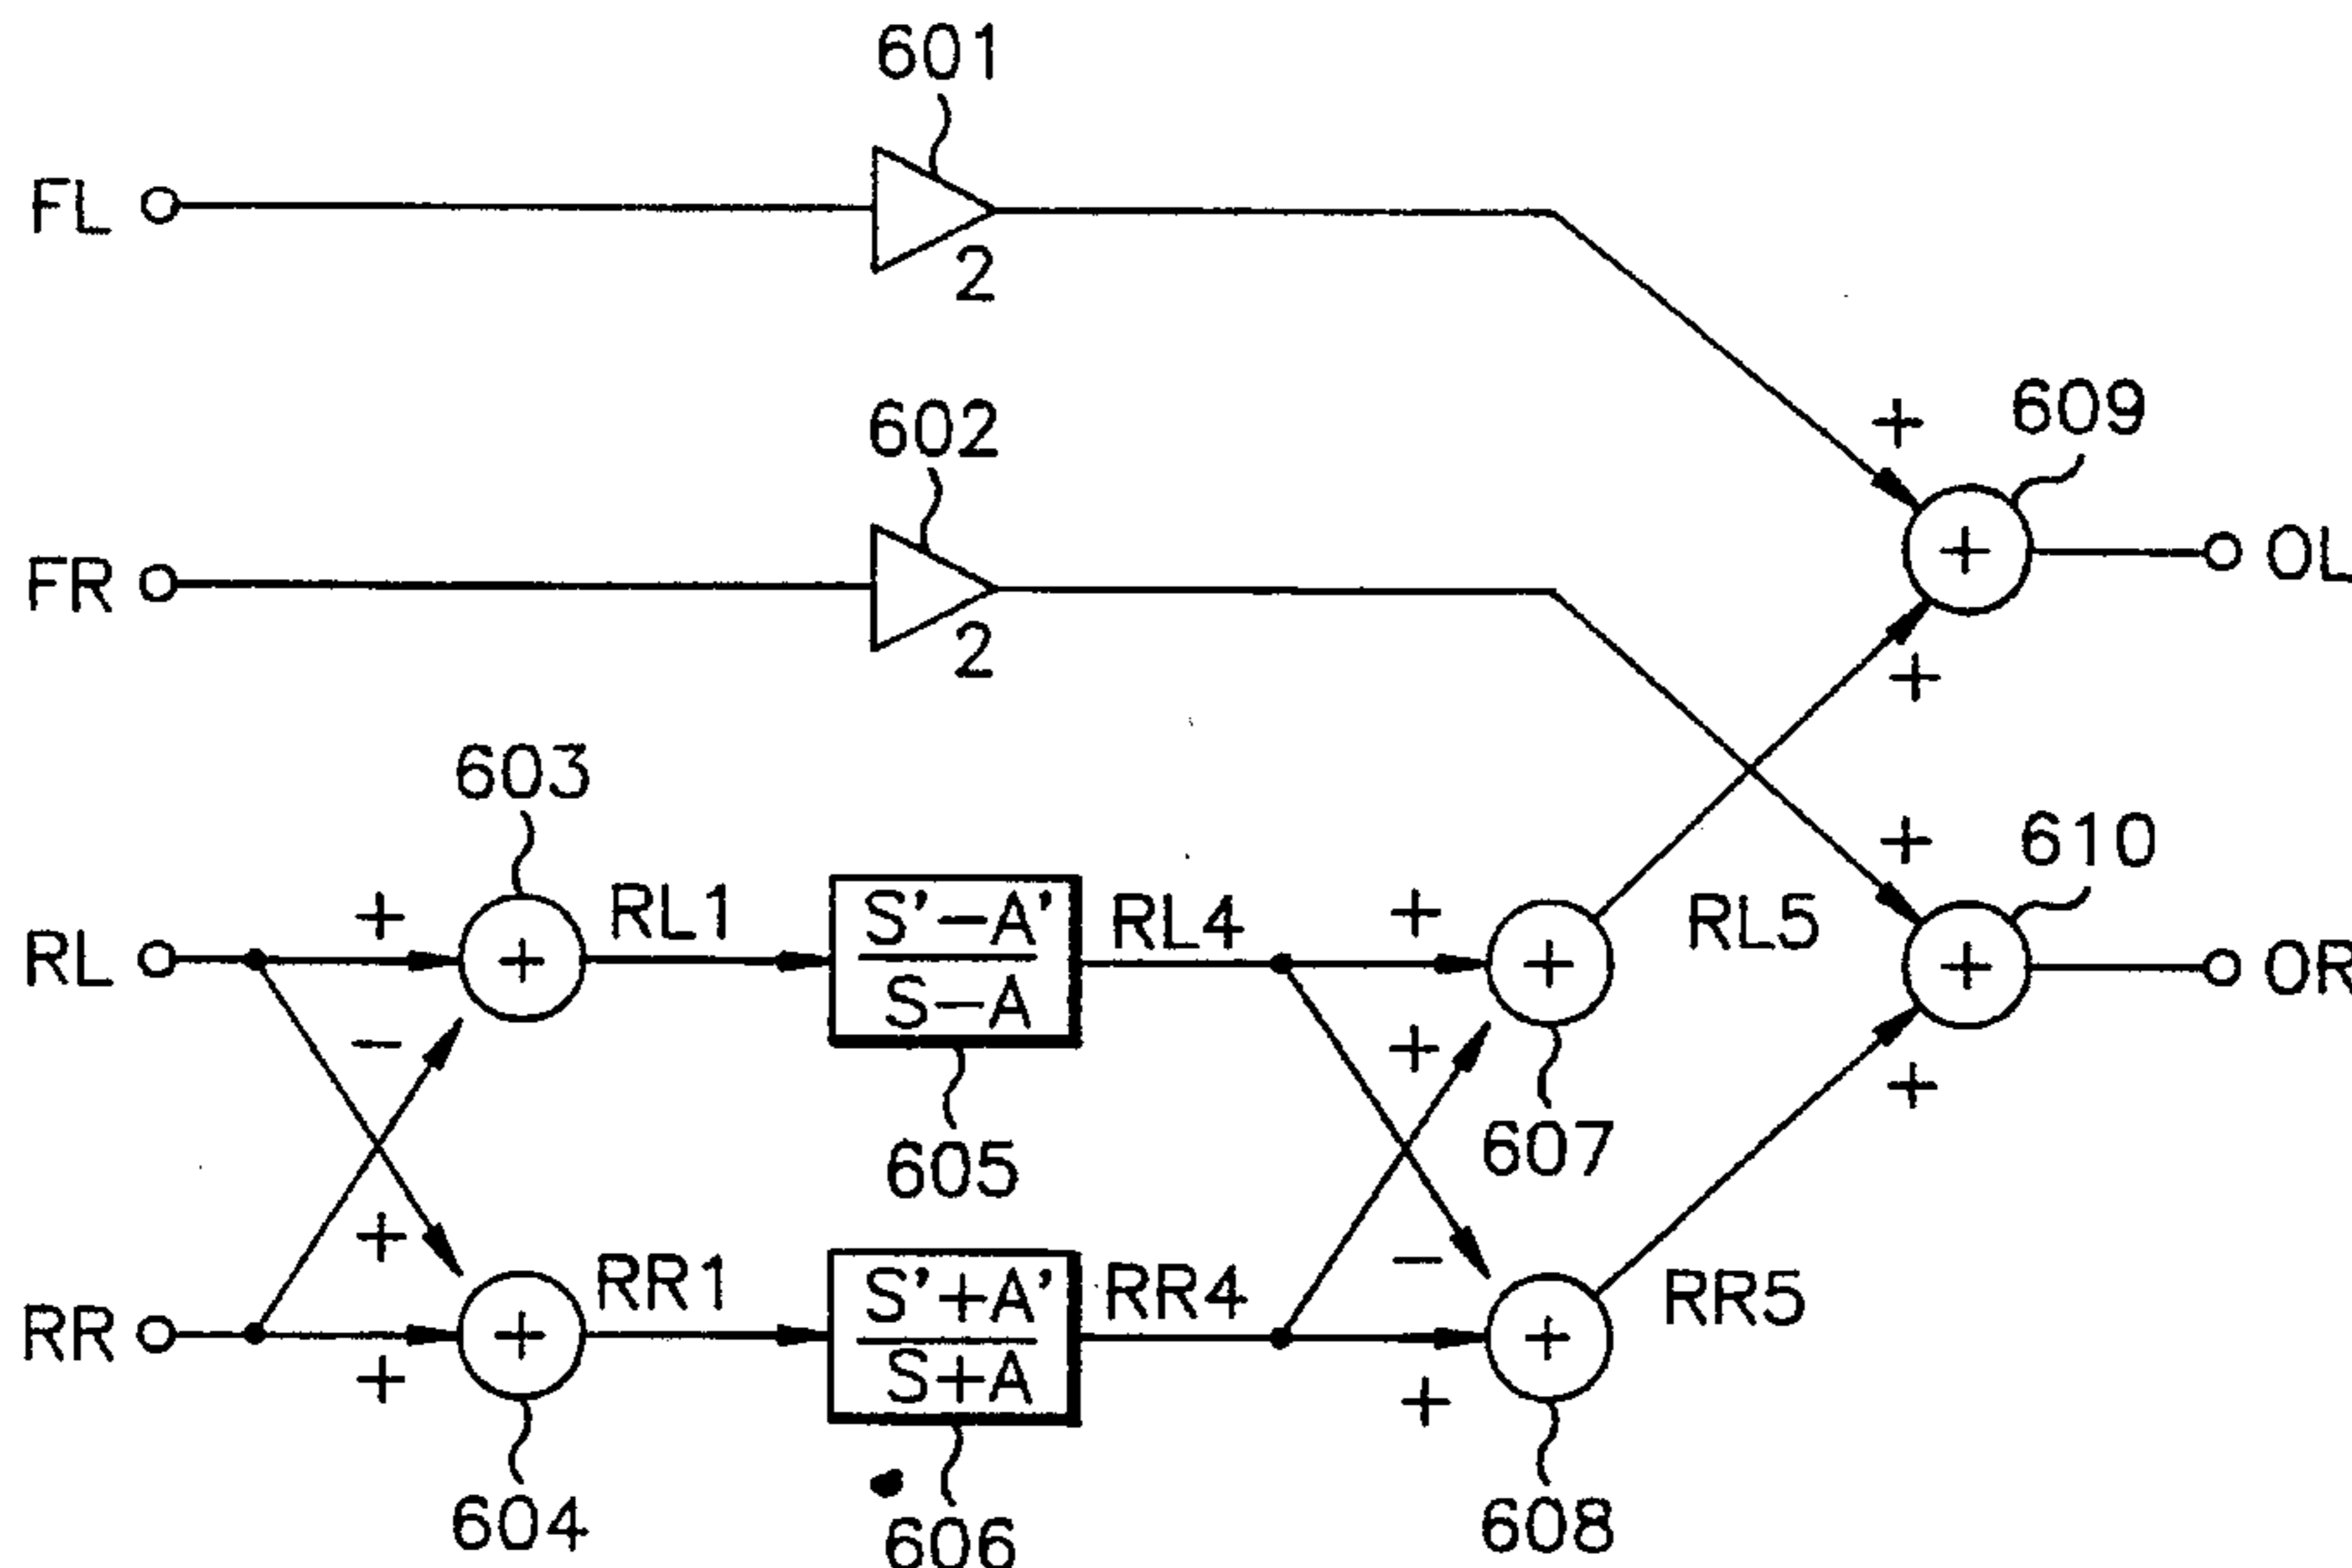 601
FL
2
602
609
+
FR
2
+ OL
+
603
610
+
RL
+
RL1
S'−A'
S−A
RL4
+
+
RL5
+ OR
−
+
+
605
607
+
−
RR
RR1
S'+A'
S+A
RR4
RR5
+
+
+
+
604
606
608